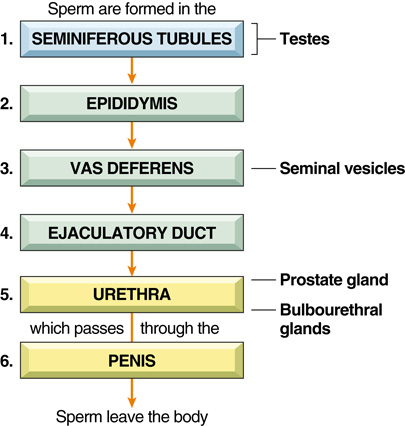 Sperm are formed in the
1. SEMINIFEROUS TUBULES Testes
2. EPIDIDYMIS
3. VAS DEFERENS Seminal vesicles
4. EJACULATORY DUCT
Prostate gland
5. URETHRA
Bulbourethral
glands
which passes through the
6. PENIS
Sperm leave the body